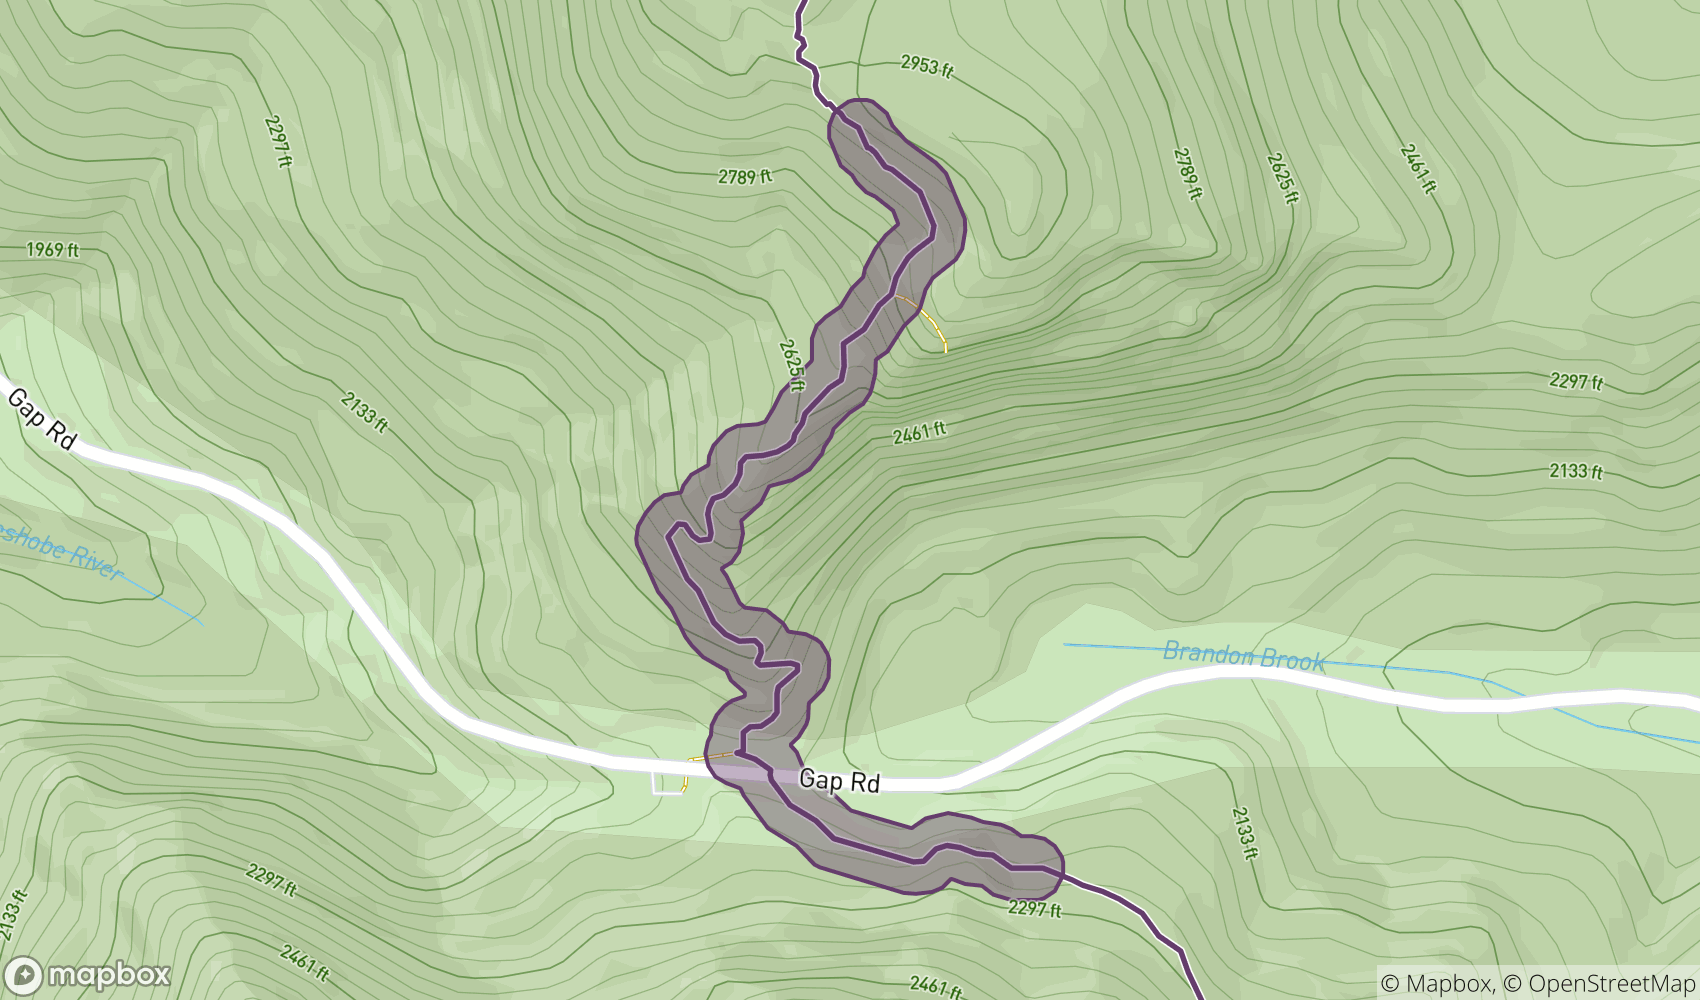 2953 ft
2297 ft
2789 ft
2789 ft
2625 ft
2461 ft
1969 ft
2625 ft
2297 ft
2133 ft
Gap Rd
2461 ft
2133 ft
shobe River
Brandon Brook
Gap Rd
2133 ft
2297 ft
2133 ft
2297 ft
2461 ft
2461 ft
mapbox
© Mapbox, © OpenStreetMap